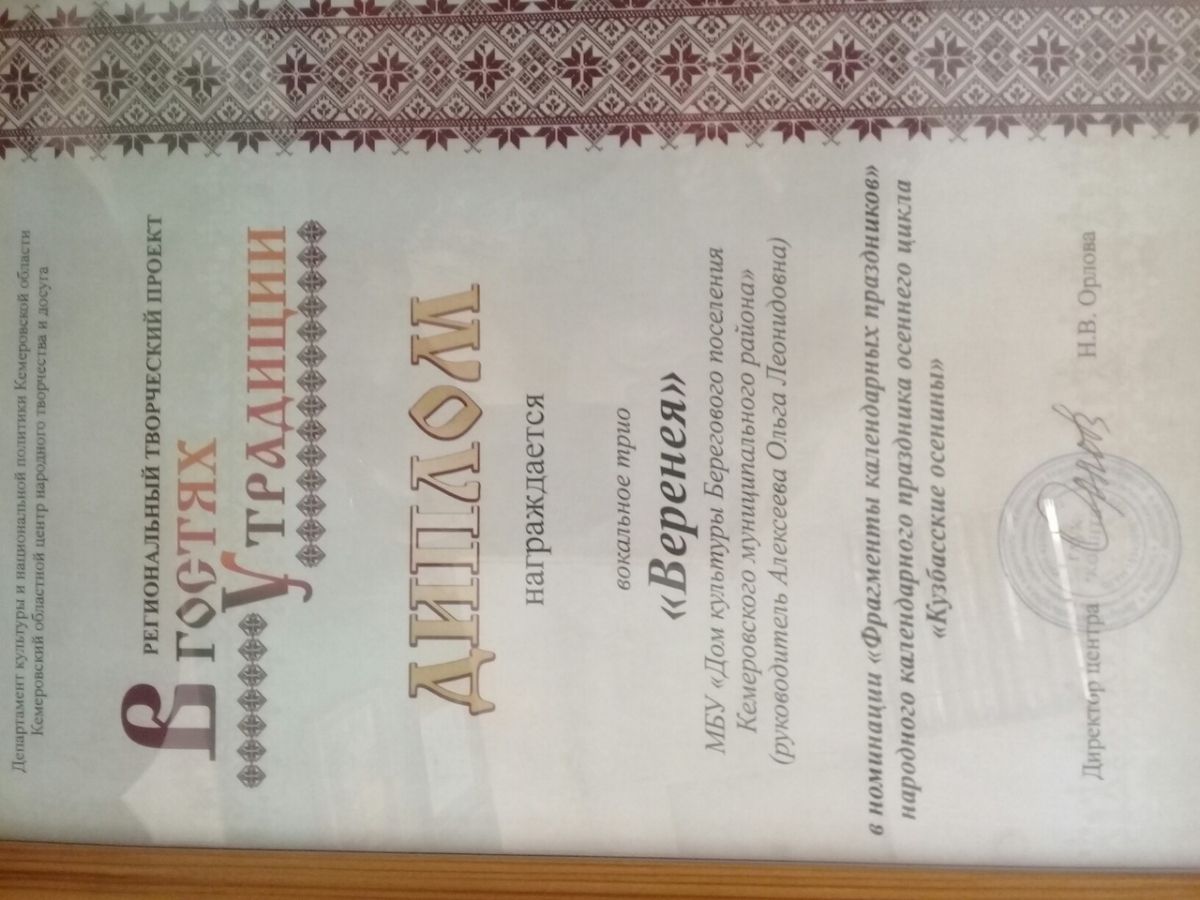 Департамент культуры и национальной политики Кемеровской области
Кемеровский областной центр народного творчества и досуга
РЕГИОНАЛЬНЫЙ ТВОРЧЕСКИЙ ПРОЕКТ
В ГОСТЯХ
У ТРАДИЦИИ
ДИПЛОМ
награждается
вокальное трио
«Веренея»
МБУ «Дом культуры Берегового поселения
Кемеровского муниципального района»
(руководитель Алексеева Ольга Леонидовна)
в номинации «Фрагменты календарных праздников»
народного календарного праздника осеннего цикла
«Кузбасские осенины»
Директор центра Н.В. Орлова